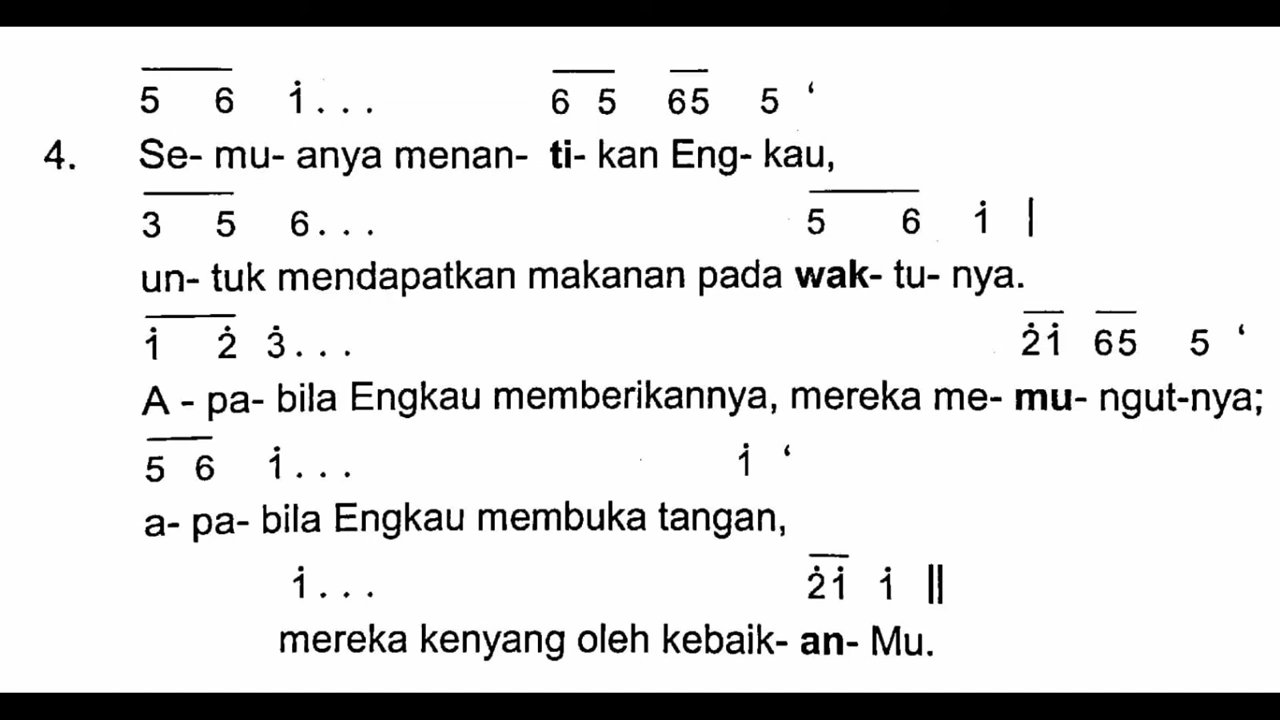 5 6 i̇ . . . 6 5 65 5 ‘
4. Se- mu- anya menan- ti- kan Eng- kau,
3 5 6 . . . 5 6 1̇ |
un- tuk mendapatkan makanan pada wak- tu- nya.
1̇ 2̇ 3̇ . . . 2̇1̇ 65 5 ‘
A - pa- bila Engkau memberikannya, mereka me- mu- ngut-nya;
5 6 1̇ . . . 1̇ ‘
a- pa- bila Engkau membuka tangan,
1̇ . . . 2̇1̇ 1̇ ||
mereka kenyang oleh kebaik- an- Mu.